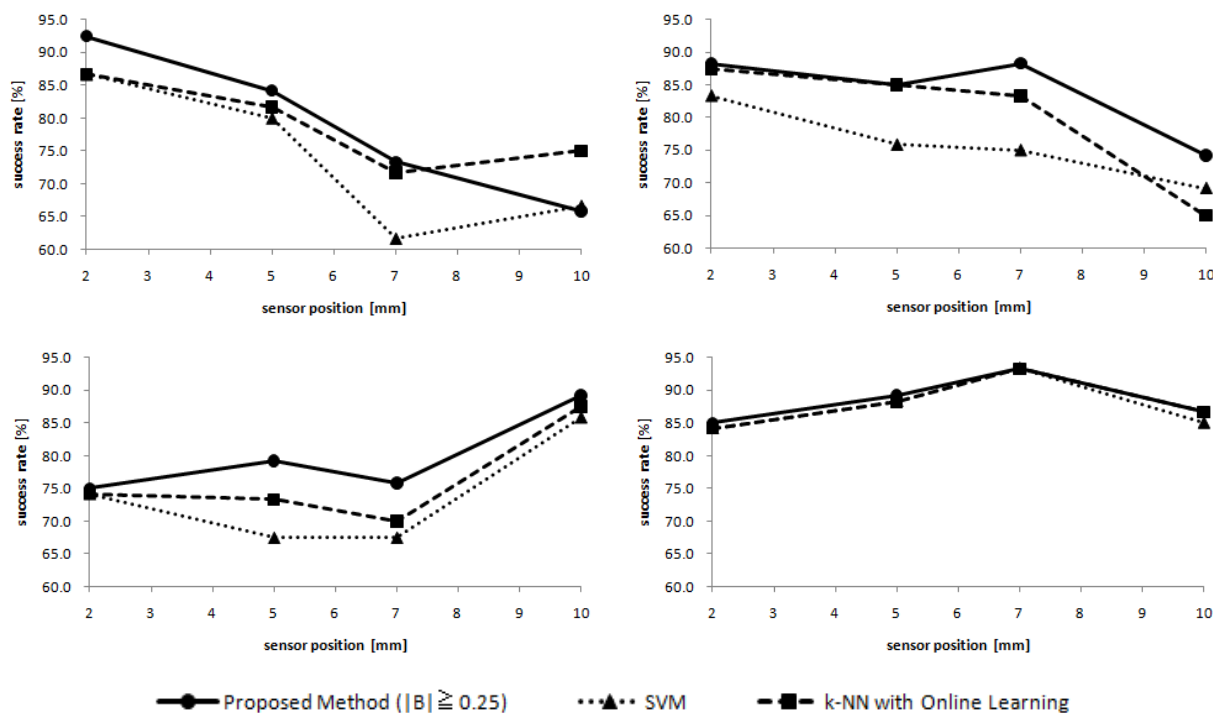 95.0
90.0
85.0
80.0
75.0
70.0
65.0
60.0
success rate [%]
2 3 4 5 6 7 8 9 10
sensor position [mm]
95.0
90.0
85.0
80.0
75.0
70.0
65.0
60.0
success rate [%]
2 3 4 5 6 7 8 9 10
sensor position [mm]
95.0
90.0
85.0
80.0
75.0
70.0
65.0
60.0
success rate [%]
2 3 4 5 6 7 8 9 10
sensor position [mm]
95.0
90.0
85.0
80.0
75.0
70.0
65.0
60.0
success rate [%]
2 3 4 5 6 7 8 9 10
sensor position [mm]
Proposed Method (|B| ≧ 0.25) SVM k-NN with Online Learning